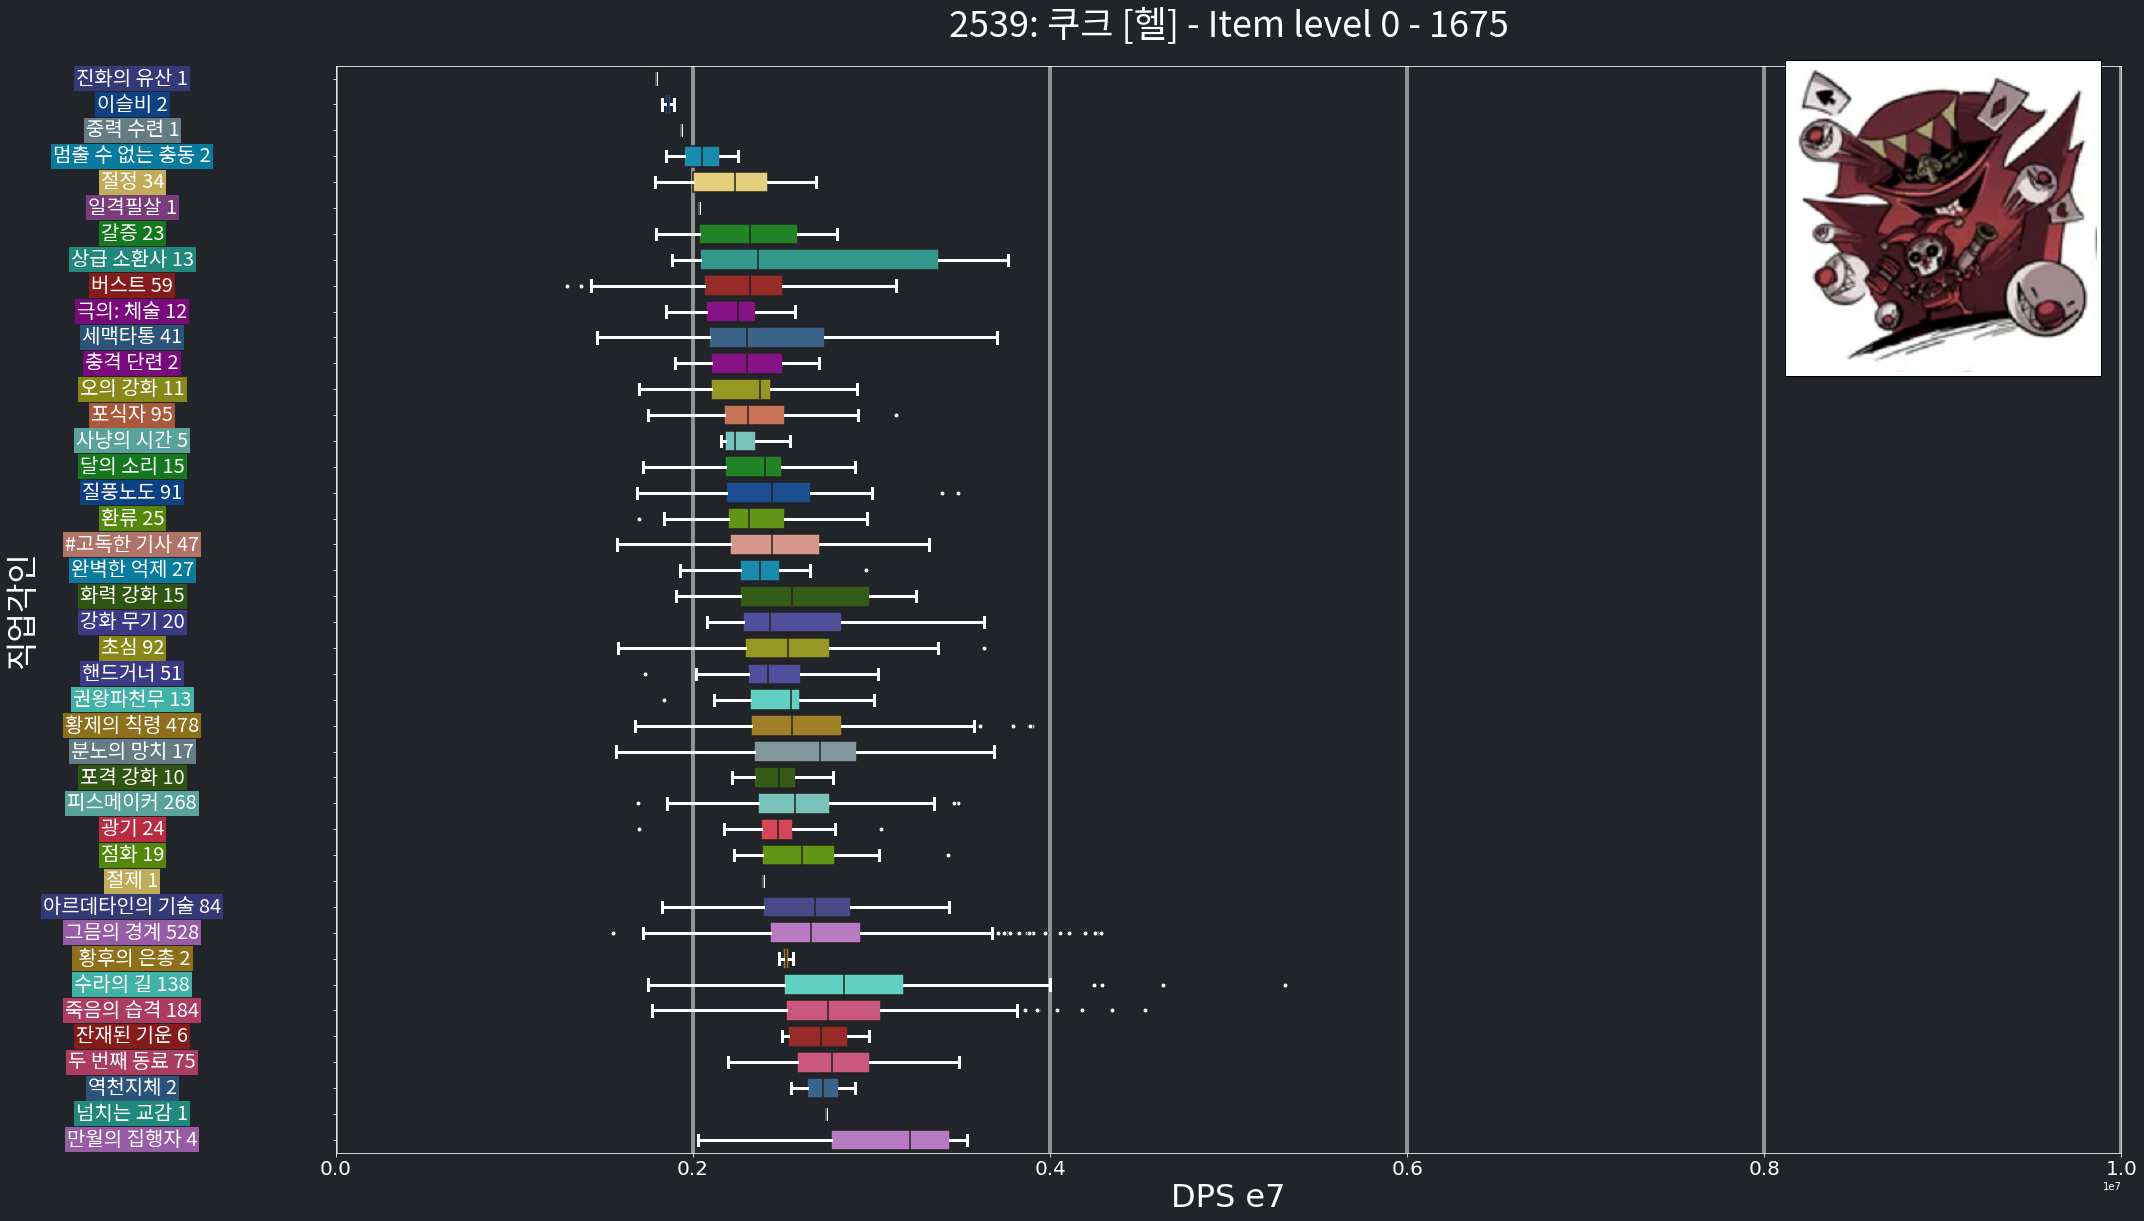 2539: 쿠크 [헬] - Item level 0 - 1675
진화의 유산 1
이슬비 2
중력 수련 1
멈출 수 없는 충동 2
절정 34
일격필살 1
갈증 23
상급 소환사 13
버스트 59
극의: 체술 12
세맥타통 41
충격 단련 2
오의 강화 11
포식자 95
사냥의 시간 5
달의 소리 15
질풍노도 91
환류 25
#고독한 기사 47
완벽한 억제 27
화력 강화 15
강화 무기 20
초심 92
핸드거너 51
권왕파천무 13
황제의 칙령 478
분노의 망치 17
포격 강화 10
피스메이커 268
광기 24
점화 19
절제 1
아르데타인의 기술 84
그믐의 경계 528
황후의 은총 2
수라의 길 138
죽음의 습격 184
잔재된 기운 6
두 번째 동료 75
역천지체 2
넘치는 교감 1
만월의 집행자 4
직업각인
0.0 0.2 0.4 0.6 0.8 1.0
1e7
DPS e7